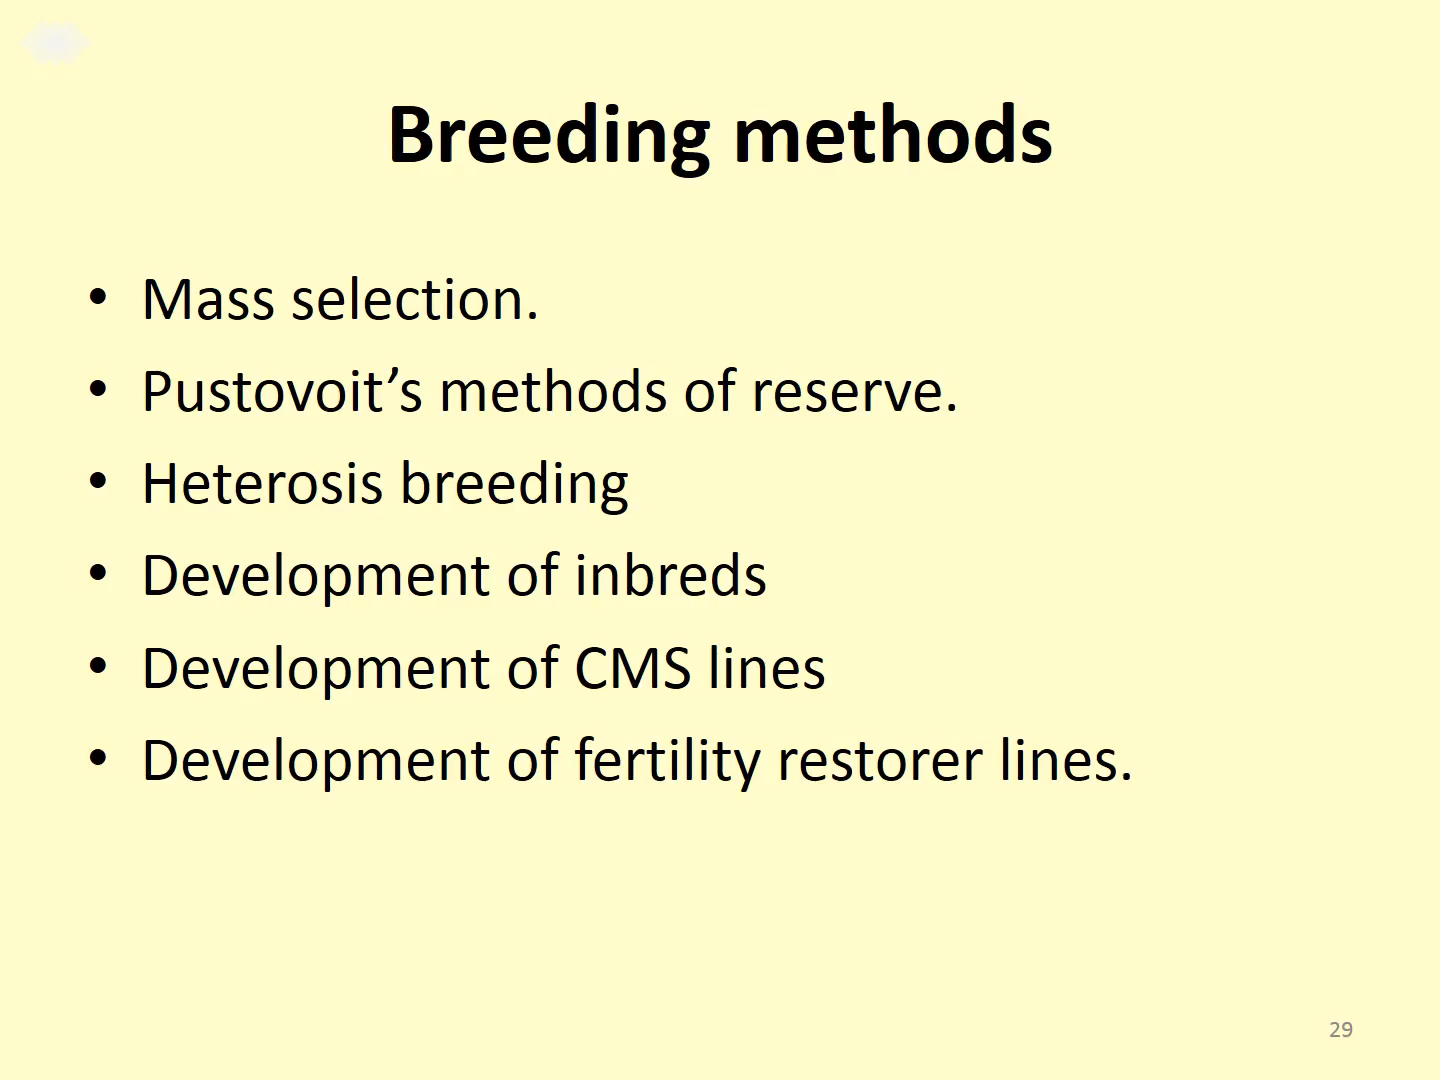 Breeding methods
• Mass selection.
• Pustovoit’s methods of reserve.
• Heterosis breeding
• Development of inbreds
• Development of CMS lines
• Development of fertility restorer lines.
29